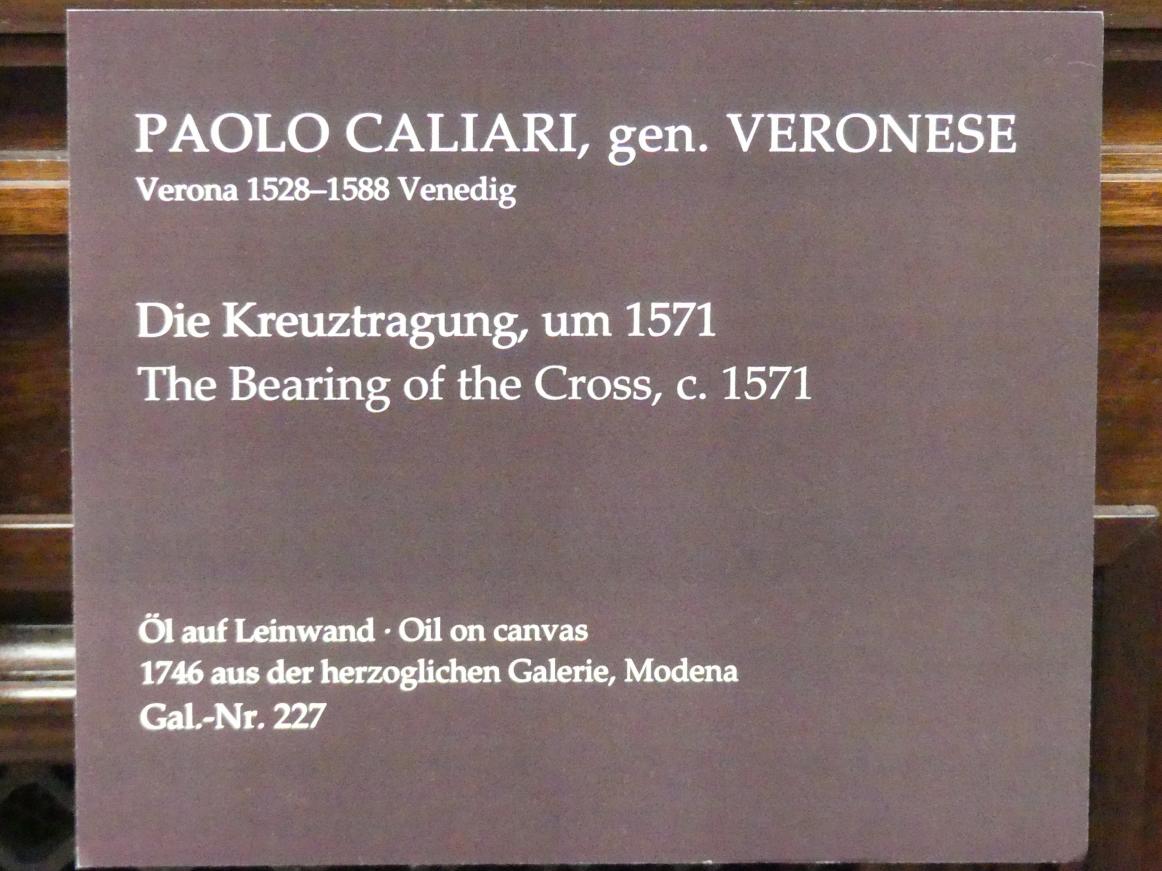 PAOLO CALIARI, gen. VERONESE
Verona 1528–1588 Venedig
Die Kreuztragung, um 1571
The Bearing of the Cross, c. 1571
Öl auf Leinwand · Oil on canvas
1746 aus der herzoglichen Galerie, Modena
Gal.-Nr. 227